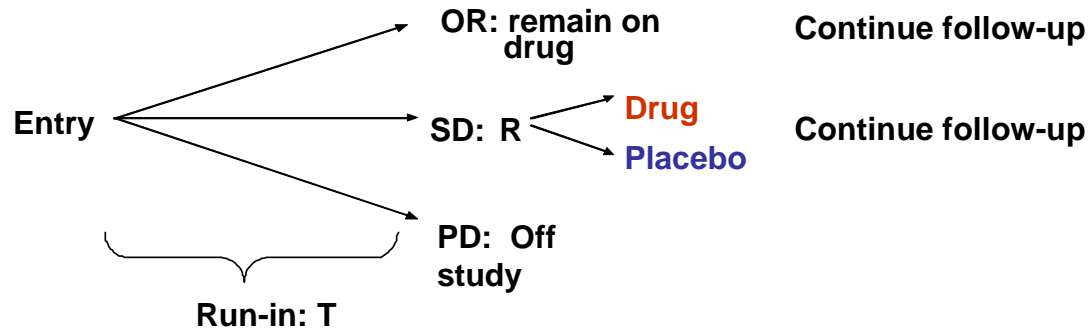 OR: remain on
drug
Continue follow-up
Entry
SD: R
Drug
Placebo
Continue follow-up
PD: Off
study
Run-in: T